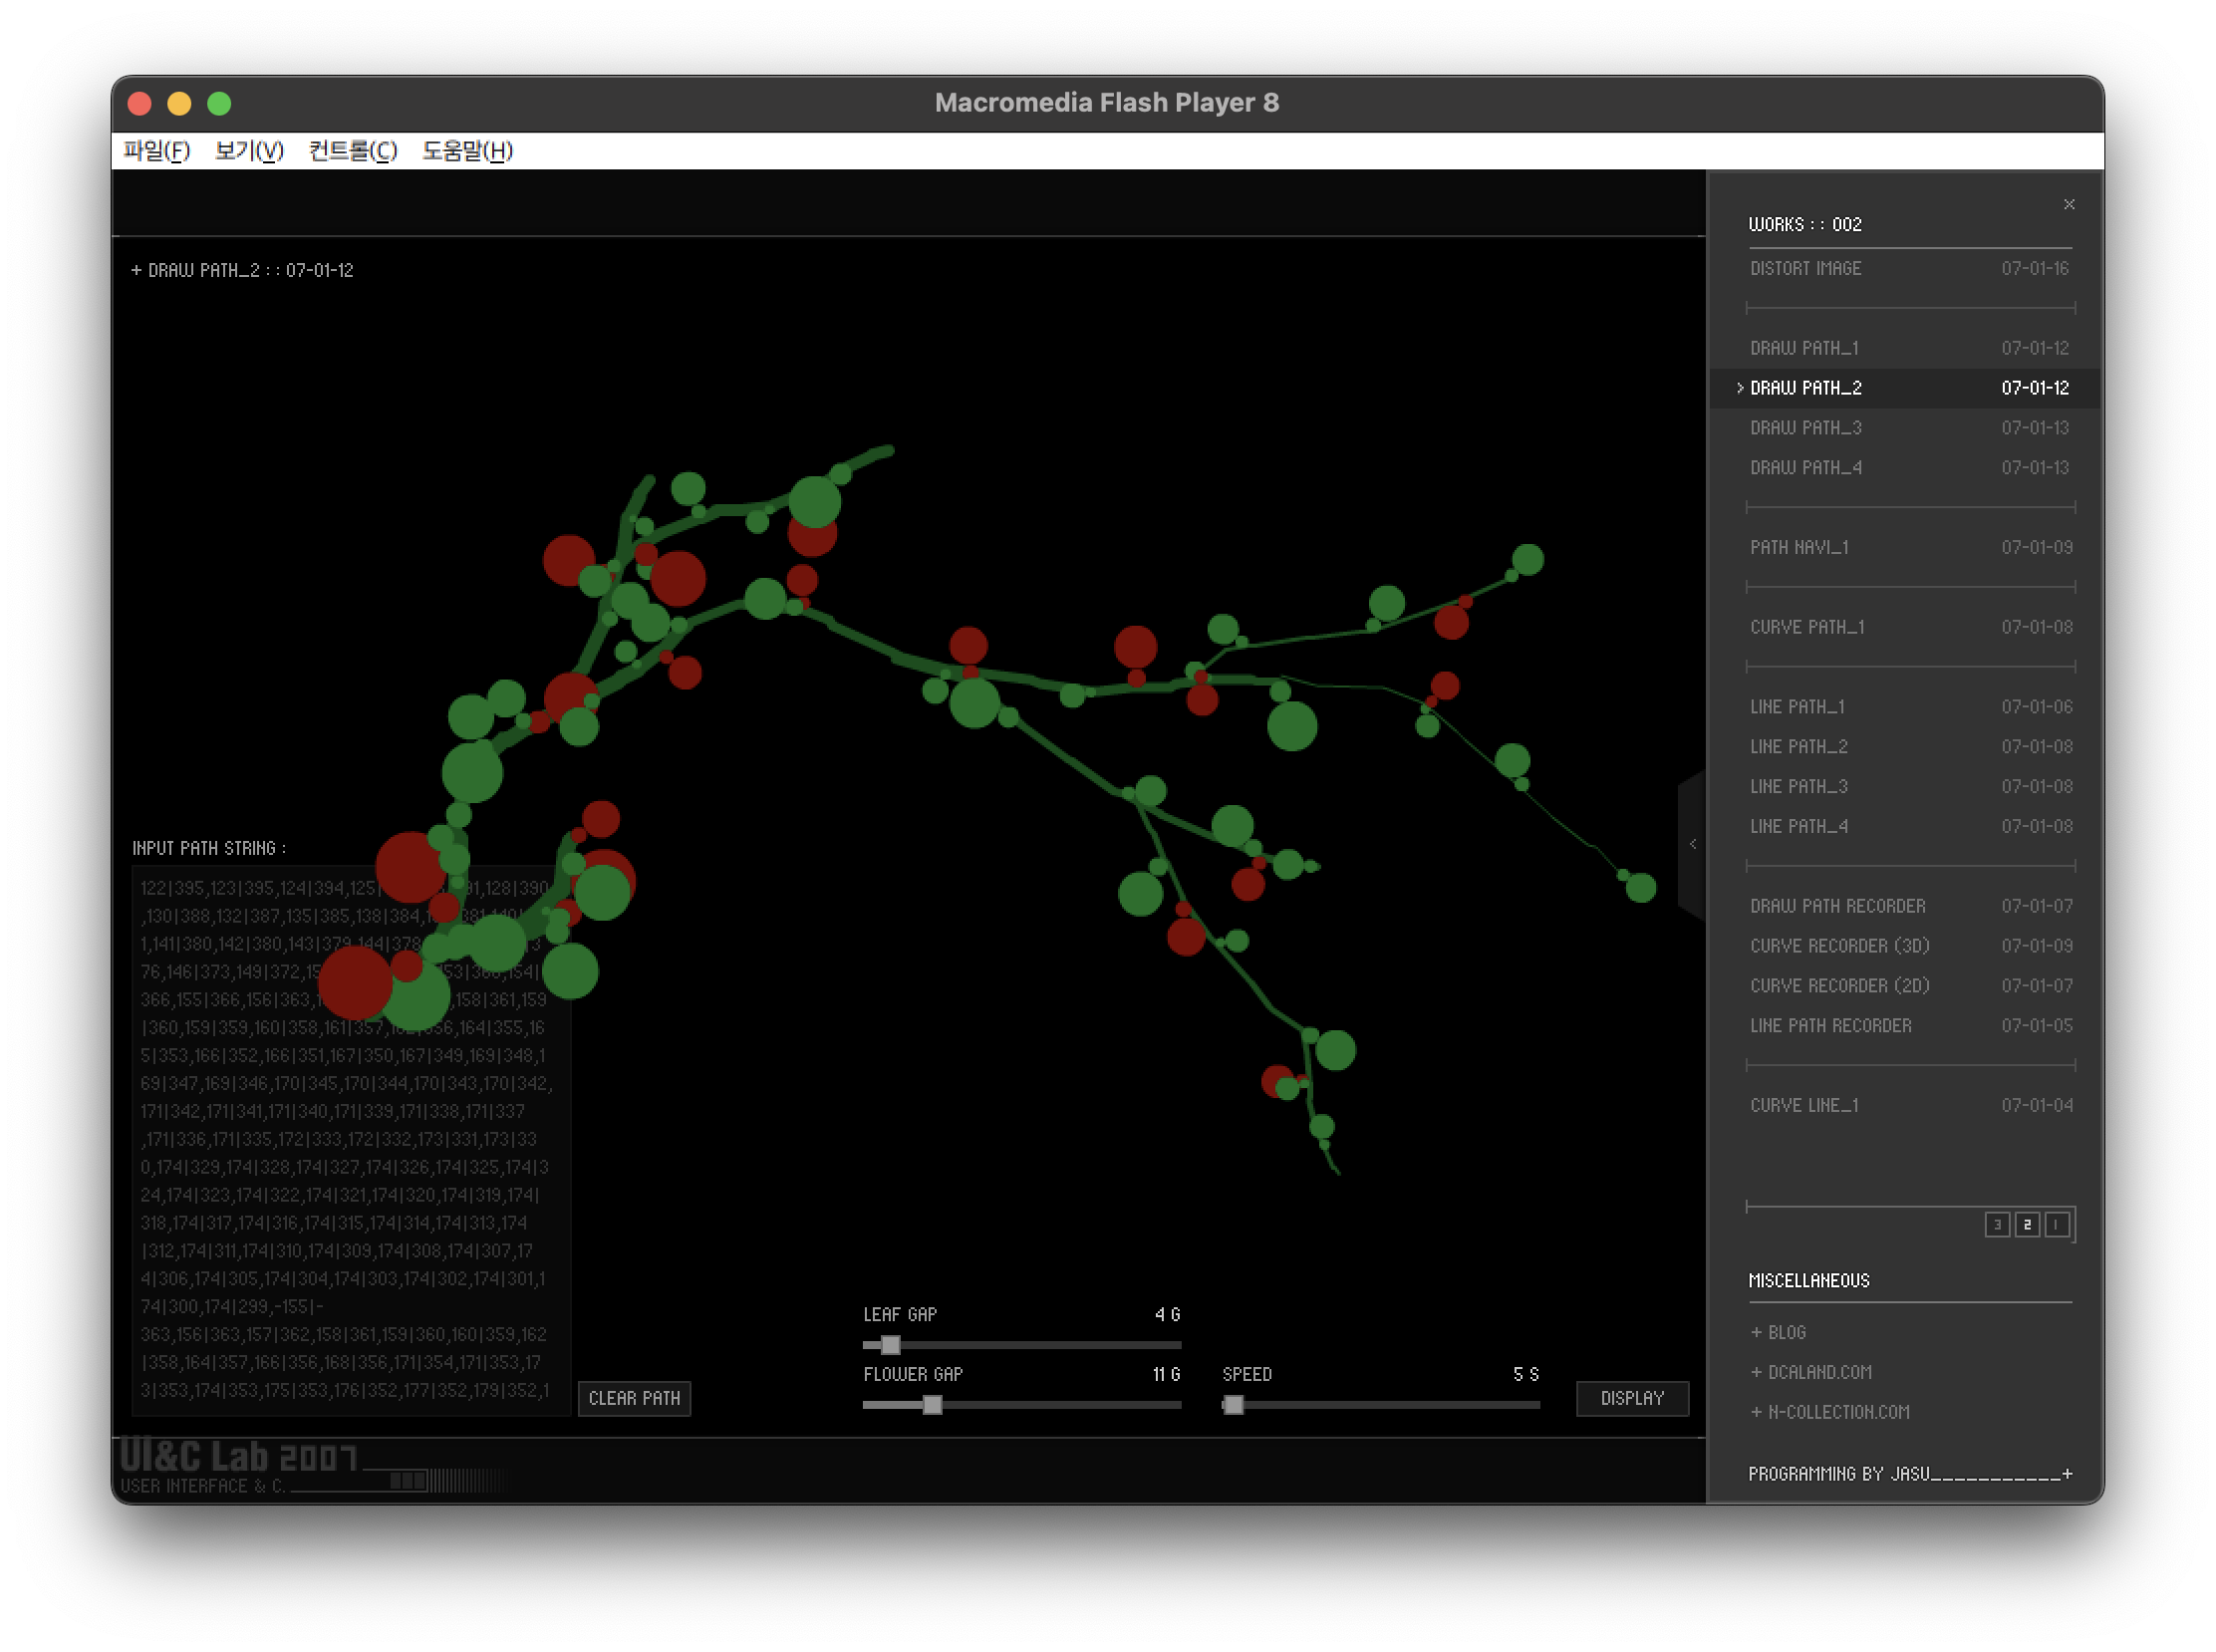 Macromedia Flash Player 8
파일(F) 보기(V) 컨트롤(C) 도움말(H)
+ DRAW PATH_2 :: 07-01-12
INPUT PATH STRING :
122|395,123|395,124|394,125| 128|390
,130|388,132|387,135|385,138|384,
1,141|380,142|380,143|379,144|378
76,146|373,149|372, 154|
366,155|366,156|363, 158|361,159
|360,159|359,160|358,161|357, 164|355,16
5|353,166|352,166|351,167|350,167|349,169|348,1
69|347,169|346,170|345,170|344,170|343,170|342,
171|342,171|341,171|340,171|339,171|338,171|337
,171|336,171|335,172|333,172|332,173|331,173|33
0,174|329,174|328,174|327,174|326,174|325,174|3
24,174|323,174|322,174|321,174|320,174|319,174|
318,174|317,174|316,174|315,174|314,174|313,174
|312,174|311,174|310,174|309,174|308,174|307,17
4|306,174|305,174|304,174|303,174|302,174|301,1
74|300,174|299,-155|-
363,156|363,157|362,158|361,159|360,160|359,162
|358,164|357,166|356,168|356,171|354,171|353,17
3|353,174|353,175|353,176|352,177|352,179|352,1
CLEAR PATH
LEAF GAP 4 G
FLOWER GAP 11 G
SPEED 5 S
DISPLAY
UI&C Lab 2007
USER INTERFACE & C.
×
WORKS :: 002
DISTORT IMAGE 07-01-16
DRAW PATH_1 07-01-12
> DRAW PATH_2 07-01-12
DRAW PATH_3 07-01-13
DRAW PATH_4 07-01-13
PATH NAVI_1 07-01-09
CURVE PATH_1 07-01-08
LINE PATH_1 07-01-06
LINE PATH_2 07-01-08
LINE PATH_3 07-01-08
LINE PATH_4 07-01-08
DRAW PATH RECORDER 07-01-07
CURVE RECORDER (3D) 07-01-09
CURVE RECORDER (2D) 07-01-07
LINE PATH RECORDER 07-01-05
CURVE LINE_1 07-01-04
3 2 1
MISCELLANEOUS
+ BLOG
+ DCALAND.COM
+ N-COLLECTION.COM
PROGRAMMING BY JASU___________+